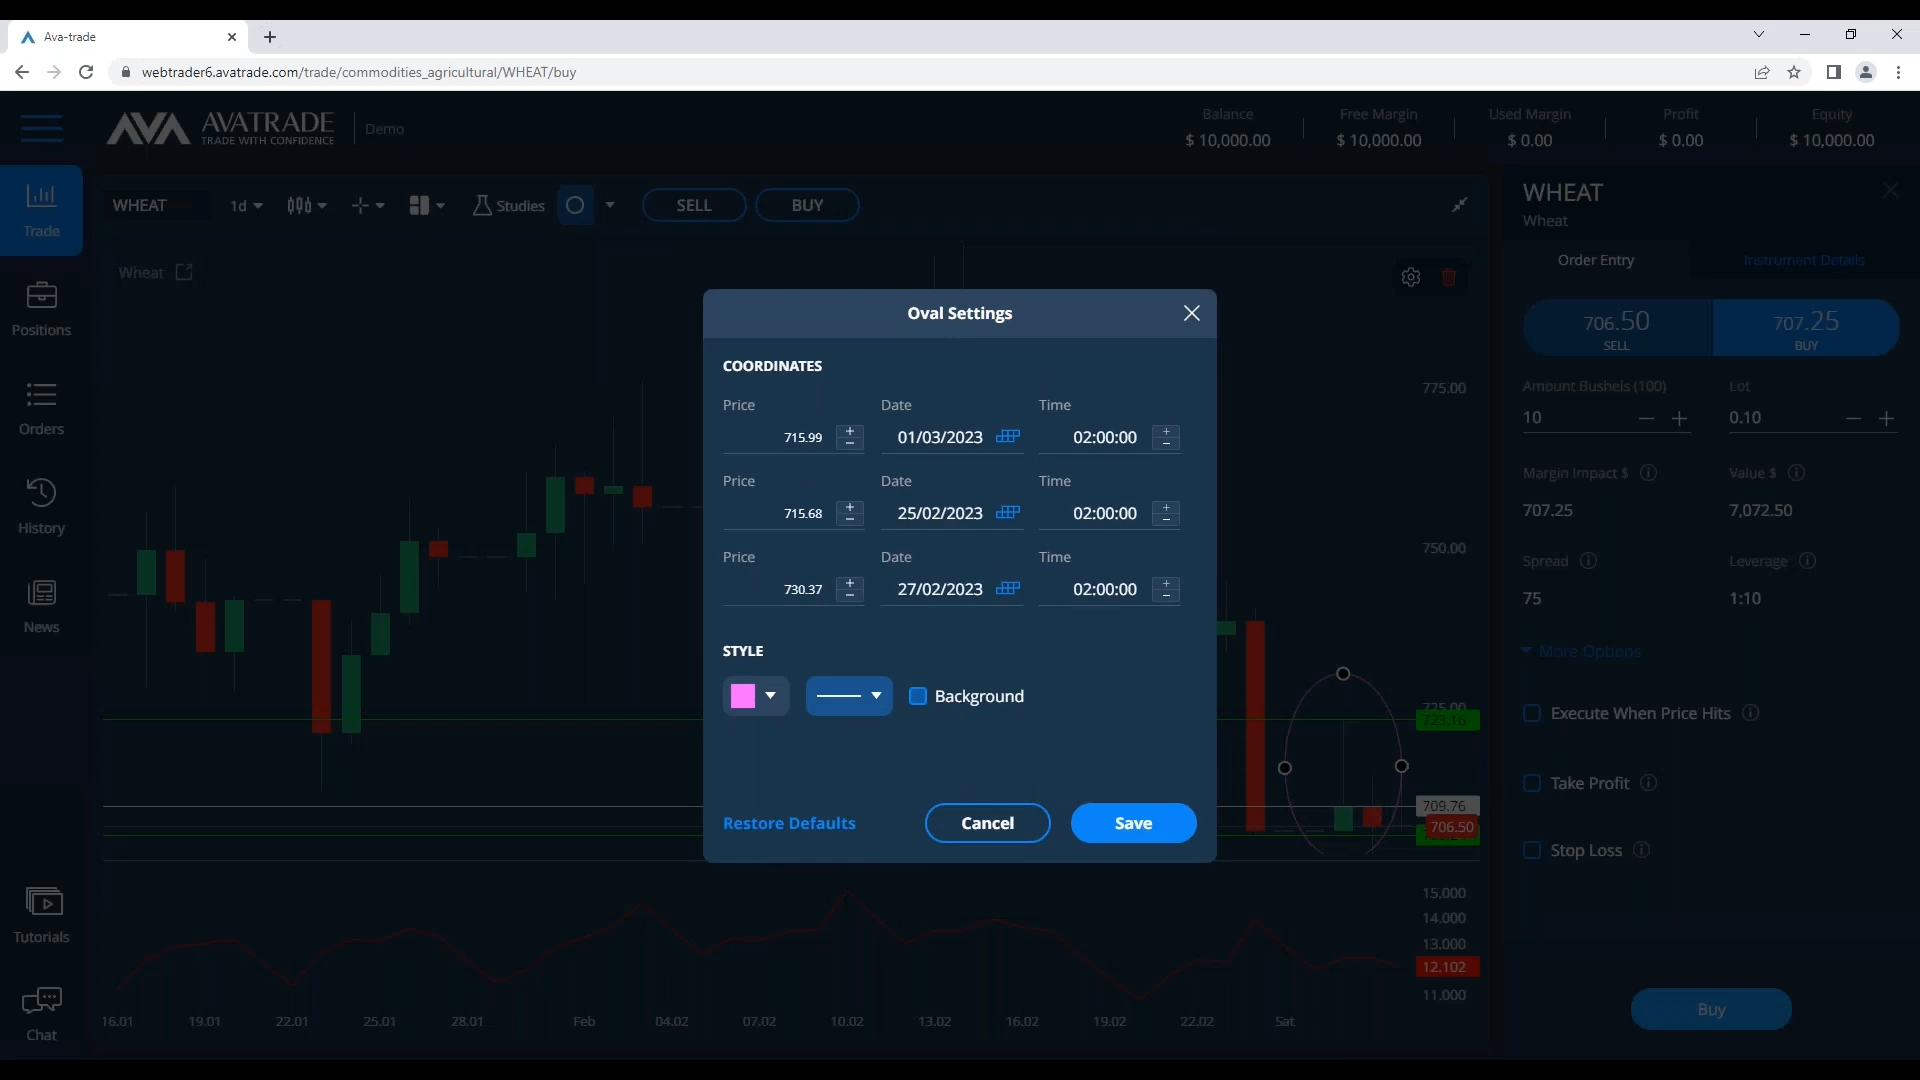 Ava-trade
webtrader6.avatrade.com/trade/commodities_agricultural/WHEAT/buy
AVA AVATRADE
TRADE WITH CONFIDENCE
Demo
Balance Free Margin Used Margin Profit Equity
$ 10,000.00 $ 10,000.00 $ 0.00 $ 0.00 $ 10,000.00
Trade
Positions
Orders
History
News
Tutorials
Chat
WHEAT 1d Studies SELL BUY
Wheat
Oval Settings
COORDINATES
Price Date Time
715.99 01/03/2023 02:00:00
Price Date Time
715.68 25/02/2023 02:00:00
Price Date Time
730.37 27/02/2023 02:00:00
STYLE
Background
Restore Defaults Cancel Save
775.00
750.00
725.00
723.16
709.76
706.50
15,000
14.000
13.000
12.102
11.000
16.01 19.01 22.01 25.01 28.01 Feb 04.02 07.02 10.02 13.02 16.02 19.02 22.02 Sat
WHEAT
Wheat
Order Entry Instrument Details
706.50 707.25
SELL BUY
Amount Bushels (100) Lot
10 0.10
Margin Impact $ Value $
707.25 7,072.50
Spread Leverage
75 1:10
More Options
Execute When Price Hits
Take Profit
Stop Loss
Buy